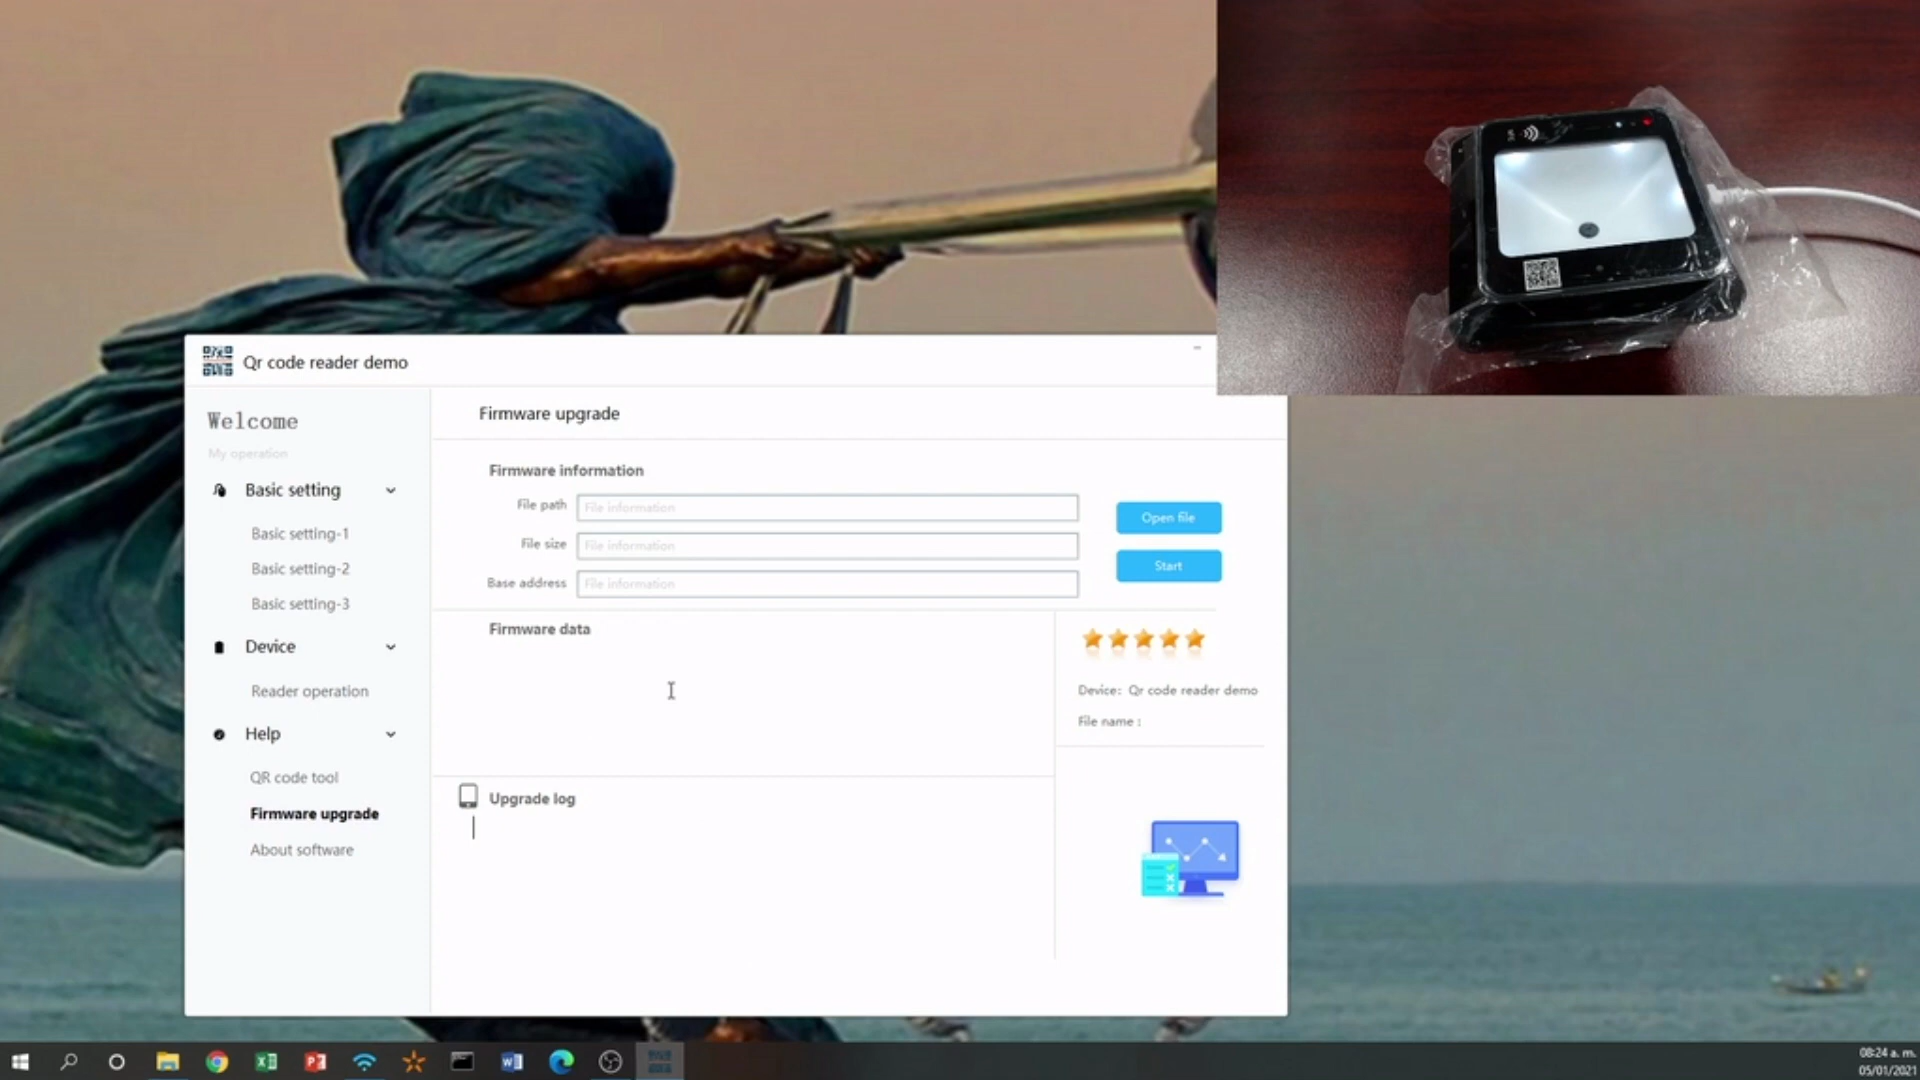 Qr code reader demo
Welcome
My operation
Basic setting
Basic setting-1
Basic setting-2
Basic setting-3
Device
Reader operation
Help
QR code tool
Firmware upgrade
About software
Firmware upgrade
Firmware information
File path
File information
Open file
File size
File information
Start
Base address
File information
Firmware data
Device: Qr code reader demo
File name :
Upgrade log
08:24 a. m.
05/01/2021